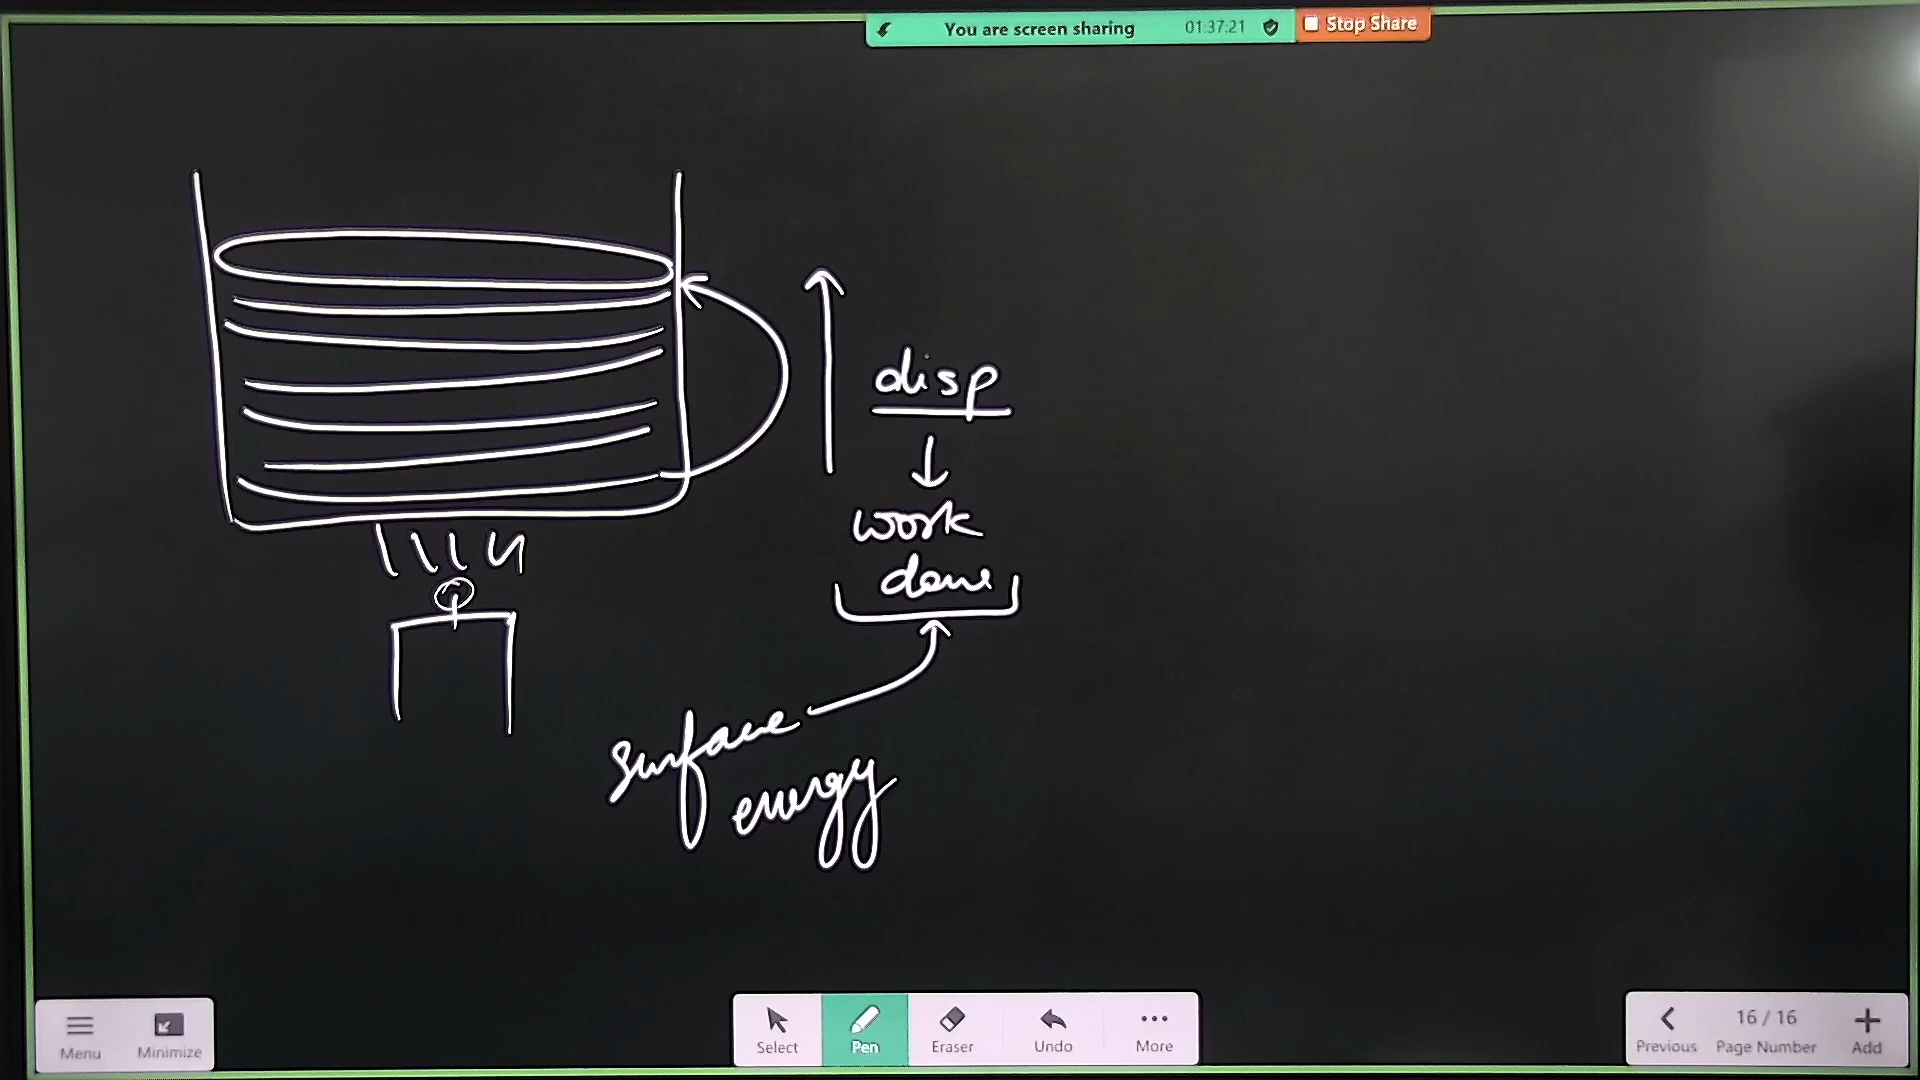 You are screen sharing 01:37:21 Stop Share
disp
work
done
surface
energy
Menu
Minimize
Select
Pen
Eraser
Undo
More
Previous
16 / 16
Page Number
Add